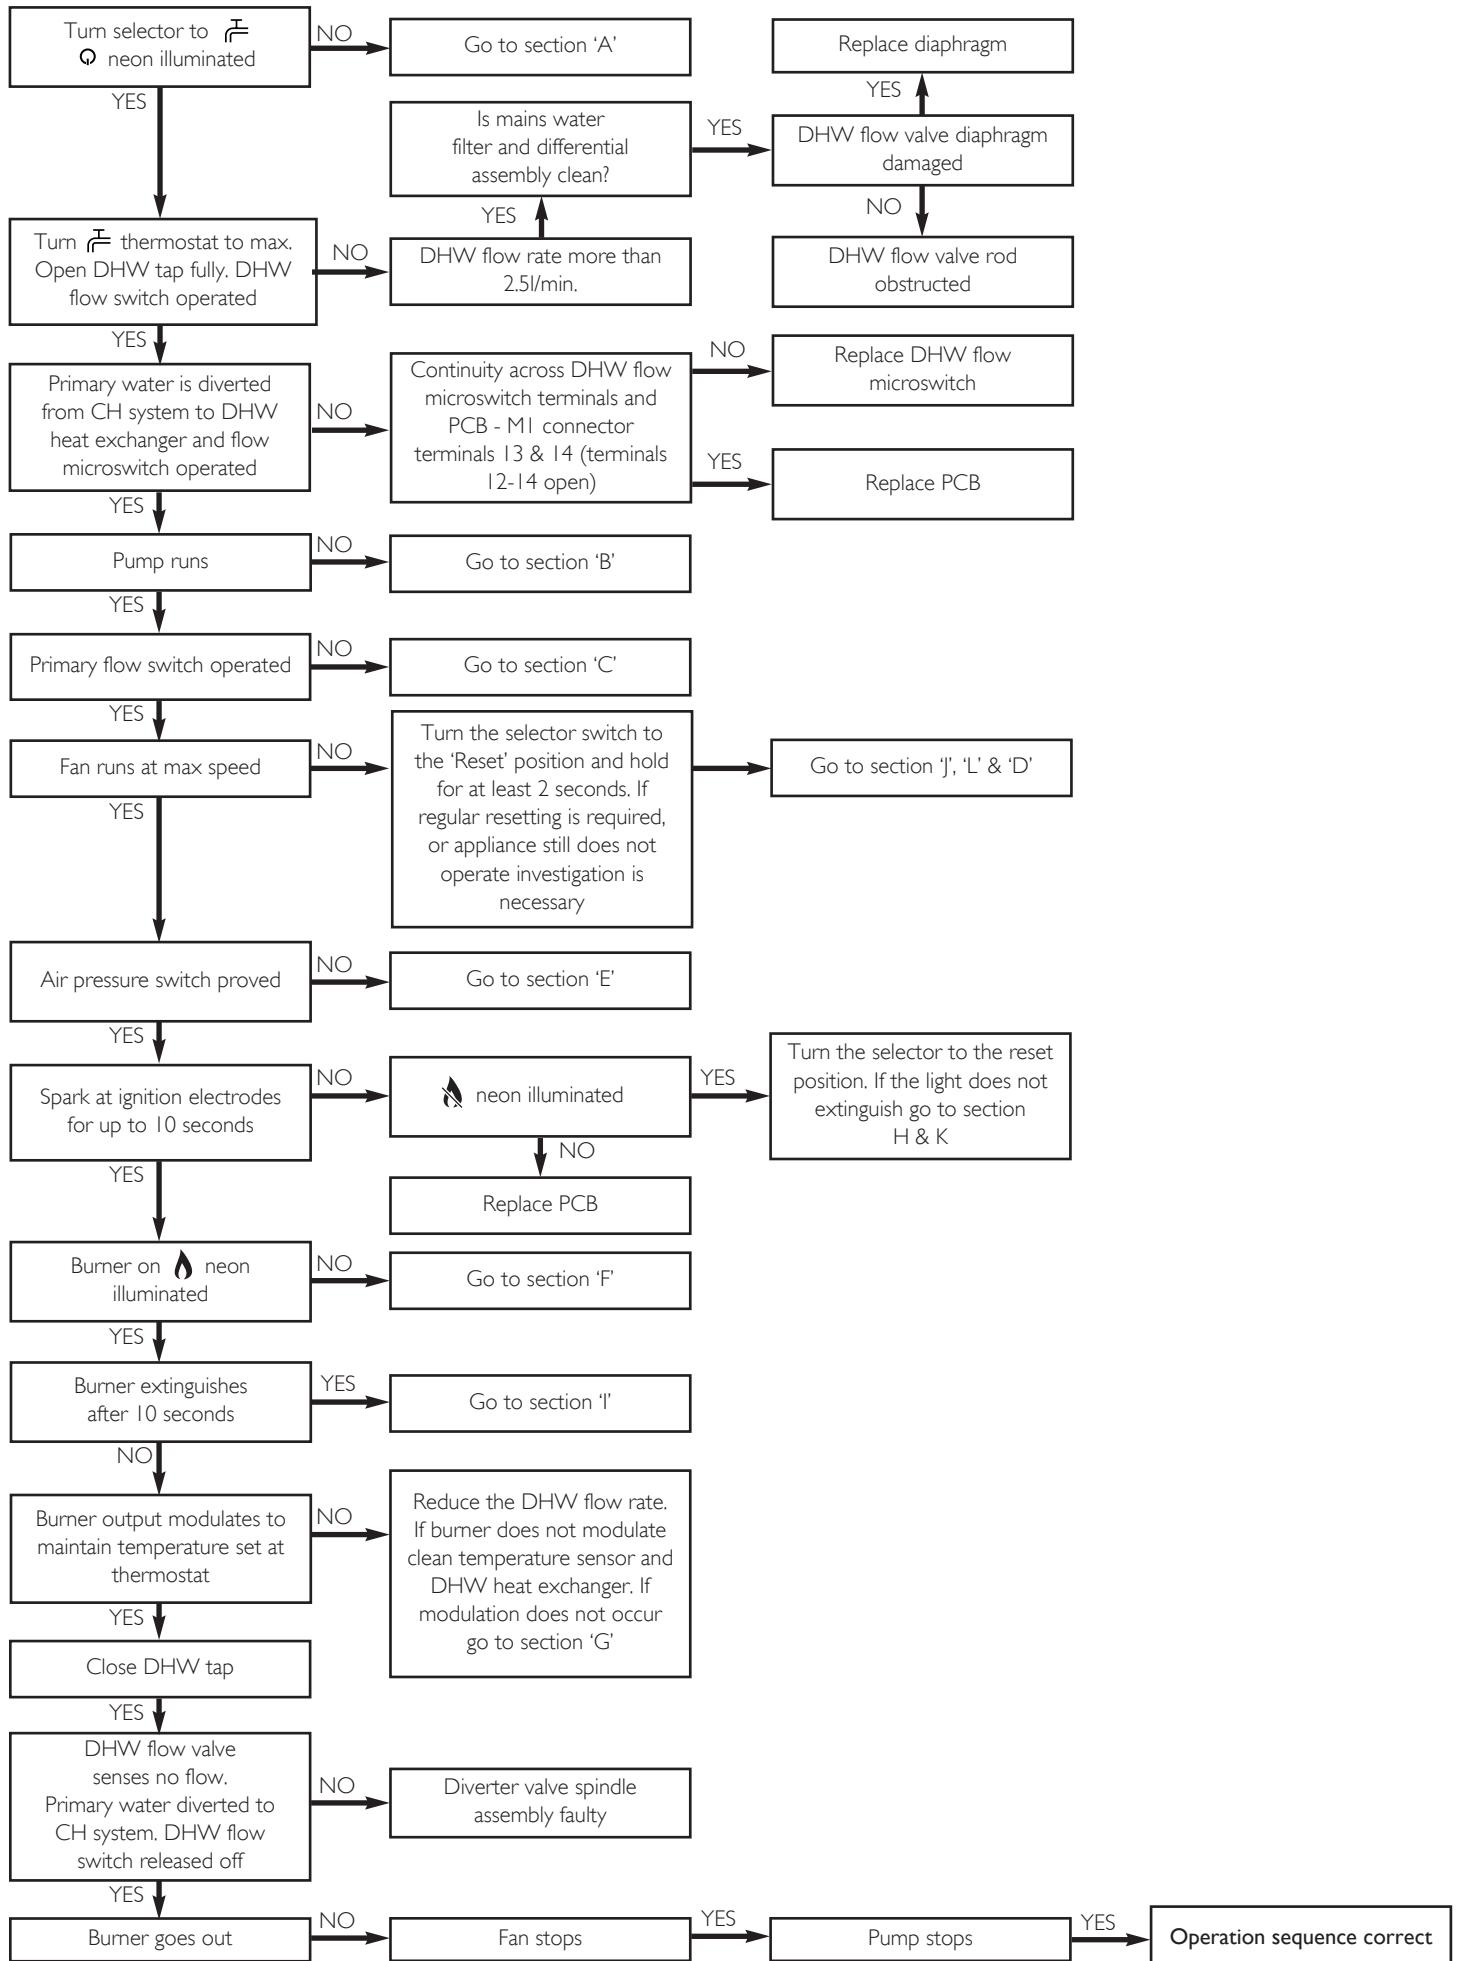 Turn selector to
neon illuminated
NO
Go to section ‘A’
Replace diaphragm
YES
YES
Is mains water
filter and differential
assembly clean?
YES
DHW flow valve diaphragm
damaged
YES
NO
Turn thermostat to max.
Open DHW tap fully. DHW
flow switch operated
NO
DHW flow rate more than
2.5l/min.
DHW flow valve rod
obstructed
YES
Primary water is diverted
from CH system to DHW
heat exchanger and flow
microswitch operated
NO
Continuity across DHW flow
microswitch terminals and
PCB - M1 connector
terminals 13 & 14 (terminals
12-14 open)
NO
Replace DHW flow
microswitch
YES
Replace PCB
YES
Pump runs
NO
Go to section ‘B’
YES
Primary flow switch operated
NO
Go to section ‘C’
YES
Fan runs at max speed
NO
Turn the selector switch to
the ‘Reset’ position and hold
for at least 2 seconds. If
regular resetting is required,
or appliance still does not
operate investigation is
necessary
Go to section ‘J’, ‘L’ & ‘D’
YES
Air pressure switch proved
NO
Go to section ‘E’
YES
Spark at ignition electrodes
for up to 10 seconds
NO
neon illuminated
YES
Turn the selector to the reset
position. If the light does not
extinguish go to section
H & K
NO
Replace PCB
YES
Burner on neon
illuminated
NO
Go to section ‘F’
YES
Burner extinguishes
after 10 seconds
YES
Go to section ‘I’
NO
Burner output modulates to
maintain temperature set at
thermostat
NO
Reduce the DHW flow rate.
If burner does not modulate
clean temperature sensor and
DHW heat exchanger. If
modulation does not occur
go to section ‘G’
YES
Close DHW tap
YES
DHW flow valve
senses no flow.
Primary water diverted to
CH system. DHW flow
switch released off
NO
Diverter valve spindle
assembly faulty
YES
Burner goes out
NO
Fan stops
YES
Pump stops
YES
Operation sequence correct